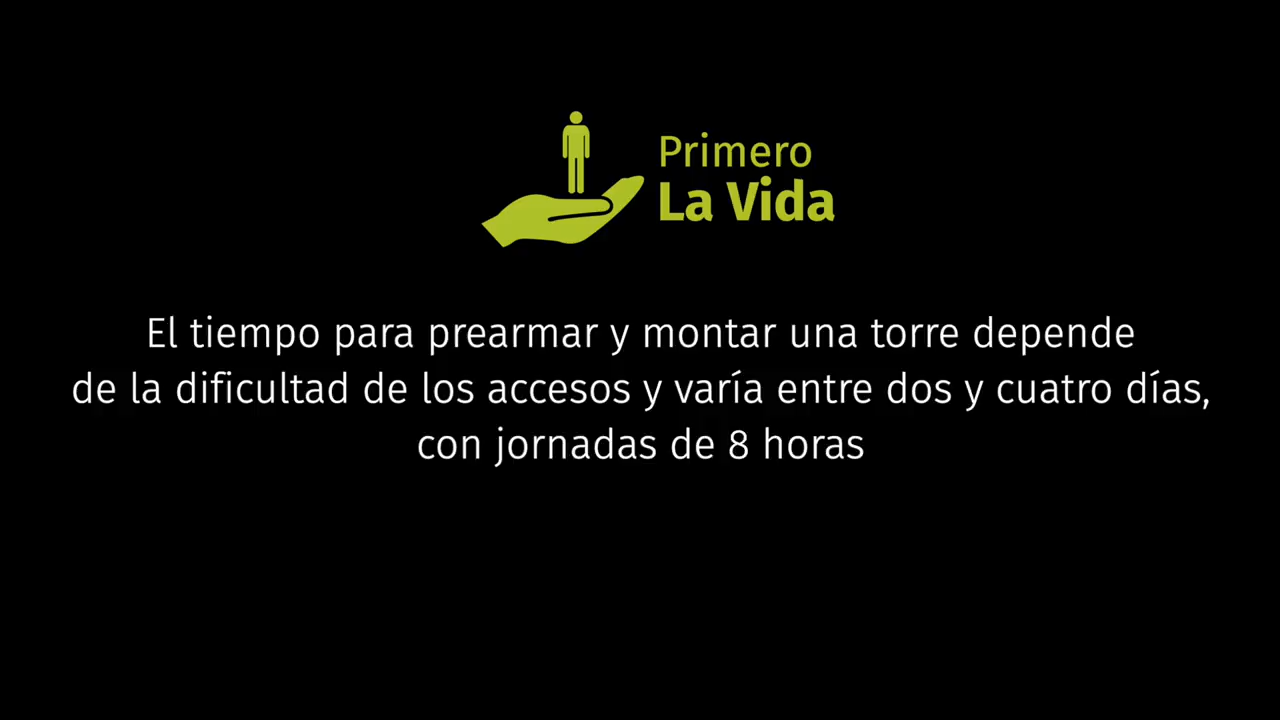 Primero
La Vida
El tiempo para prearmar y montar una torre depende
de la dificultad de los accesos y varía entre dos y cuatro días,
con jornadas de 8 horas